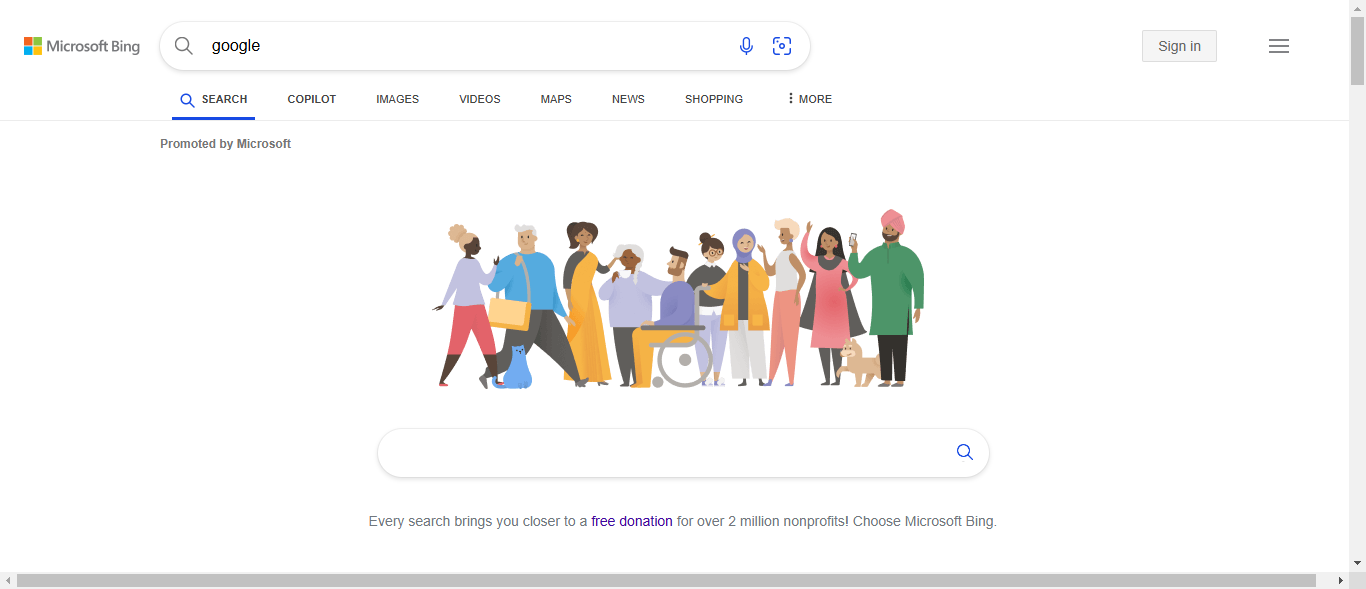 Microsoft Bing
google
Sign in
SEARCH
COPILOT
IMAGES
VIDEOS
MAPS
NEWS
SHOPPING
MORE
Promoted by Microsoft
Every search brings you closer to a free donation for over 2 million nonprofits! Choose Microsoft Bing.